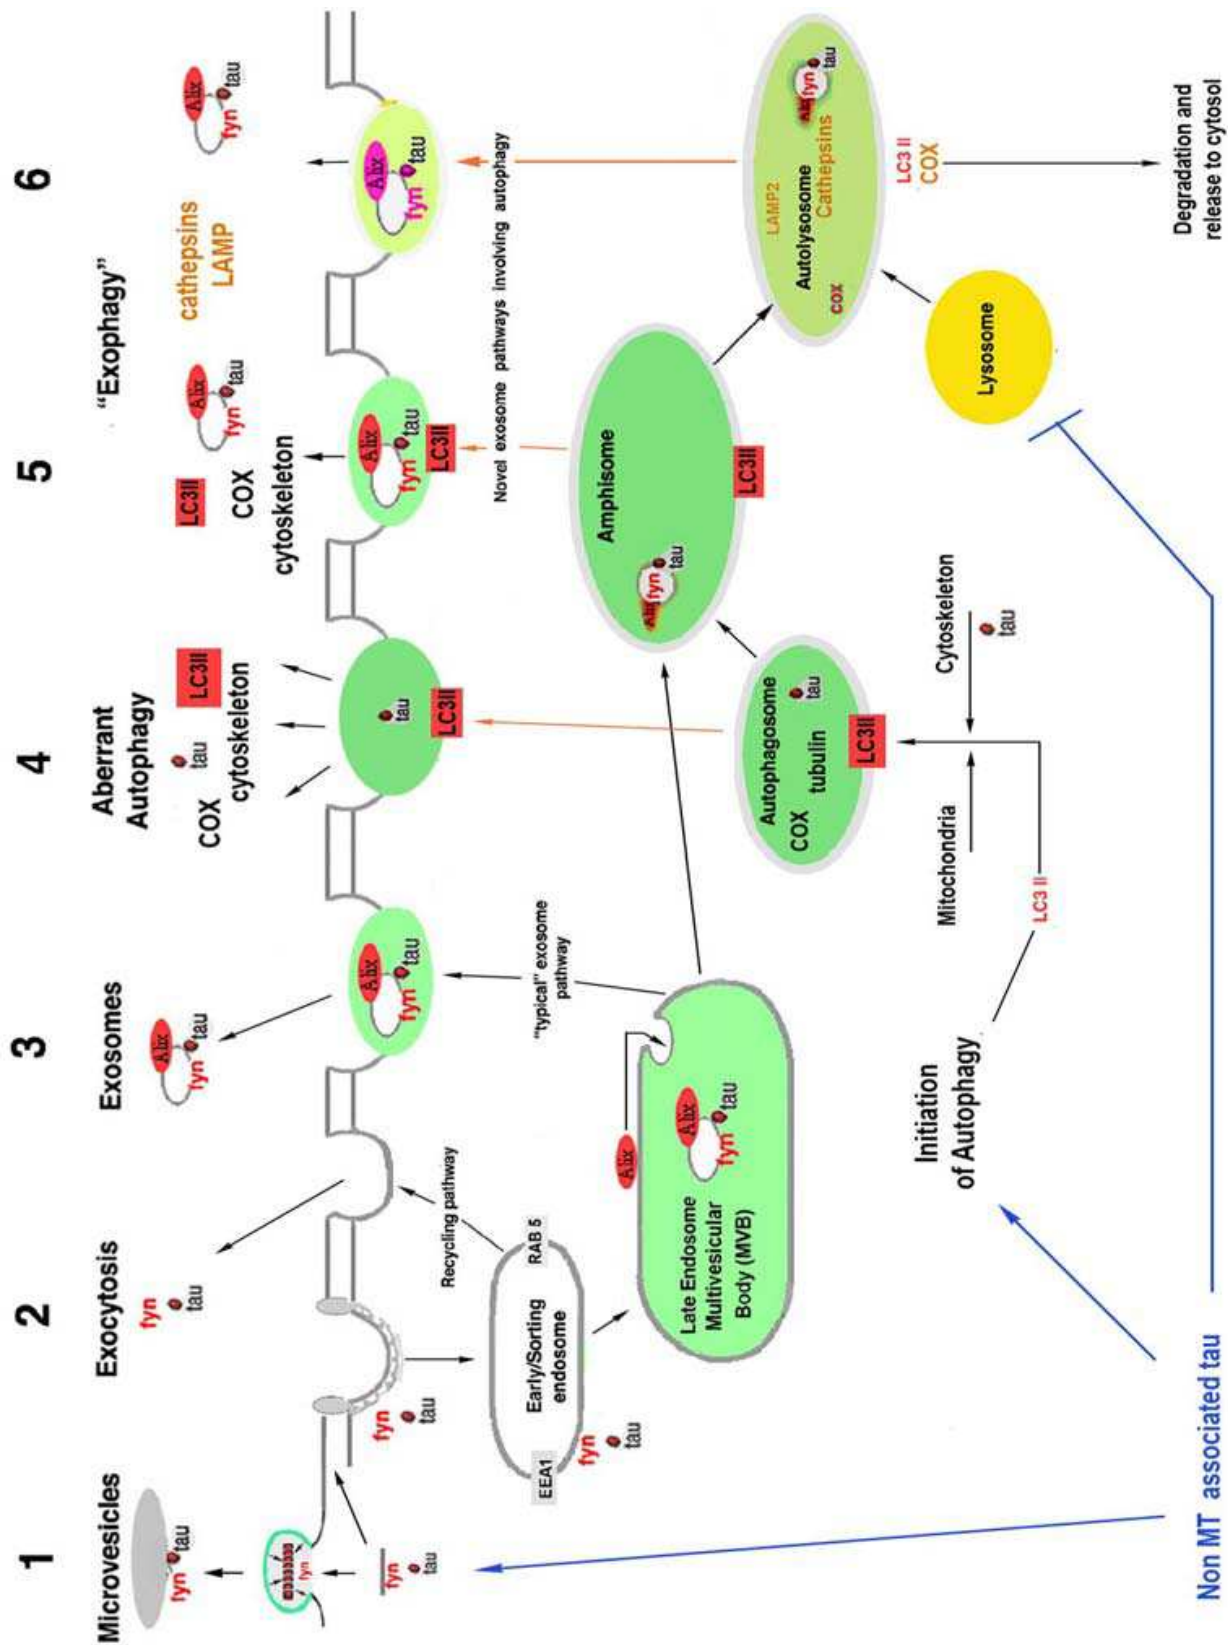 1
2
3
4
5
6
Microvesicles
Exocytosis
Exosomes
Aberrant
Autophagy
"Exophagy"
fyn
tau
fyn
tau
Alix
fyn
tau
COX
tau
LC3II
cytoskeleton
LC3II
COX
cytoskeleton
Alix
fyn
tau
cathepsins
LAMP
Alix
fyn
tau
fyn
fyn
tau
fyn
tau
Alix
fyn
tau
tau
LC3II
Alix
fyn
tau
LC3II
Alix
fyn
tau
Recycling pathway
"typical" exosome
pathway
Novel exosome pathways involving autophagy
EEA1
RAB 5
Early/Sorting
endosome
fyn
tau
Alix
Alix
fyn
tau
Late Endosome
Multivesicular
Body (MVB)
Autophagosome
COX
tau
tubulin
LC3II
Amphisome
Alix
fyn
tau
LC3II
LAMP2
Autolysosome
Cathepsins
COX
Alix
fyn
tau
LC3 II
COX
Lysosome
Degradation and
release to cytosol
Mitochondria
Cytoskeleton
tau
LC3 II
Initiation
of Autophagy
Non MT associated tau